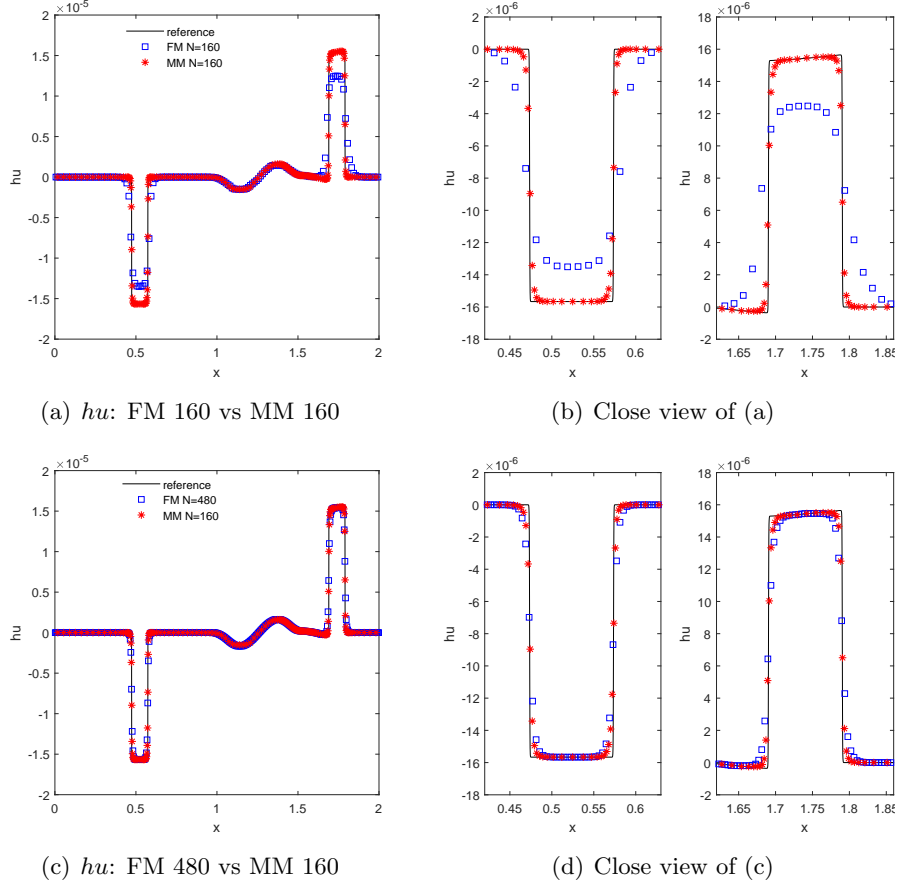 ×10^-5
2
1.5
1
0.5
0
-0.5
-1
-1.5
-2
hu
reference
FM N=160
MM N=160
0 0.5 1 1.5 2
x
(a) hu: FM 160 vs MM 160
×10^-6
2
0
-2
-4
-6
-8
-10
-12
-14
-16
-18
hu
0.45 0.5 0.55 0.6
x
×10^-6
18
16
14
12
10
8
6
4
2
0
-2
hu
1.65 1.7 1.75 1.8 1.85
x
(b) Close view of (a)
×10^-5
2
1.5
1
0.5
0
-0.5
-1
-1.5
-2
hu
reference
FM N=480
MM N=160
0 0.5 1 1.5 2
x
(c) hu: FM 480 vs MM 160
×10^-6
2
0
-2
-4
-6
-8
-10
-12
-14
-16
-18
hu
0.45 0.5 0.55 0.6
x
×10^-6
18
16
14
12
10
8
6
4
2
0
-2
hu
1.65 1.7 1.75 1.8 1.85
x
(d) Close view of (c)